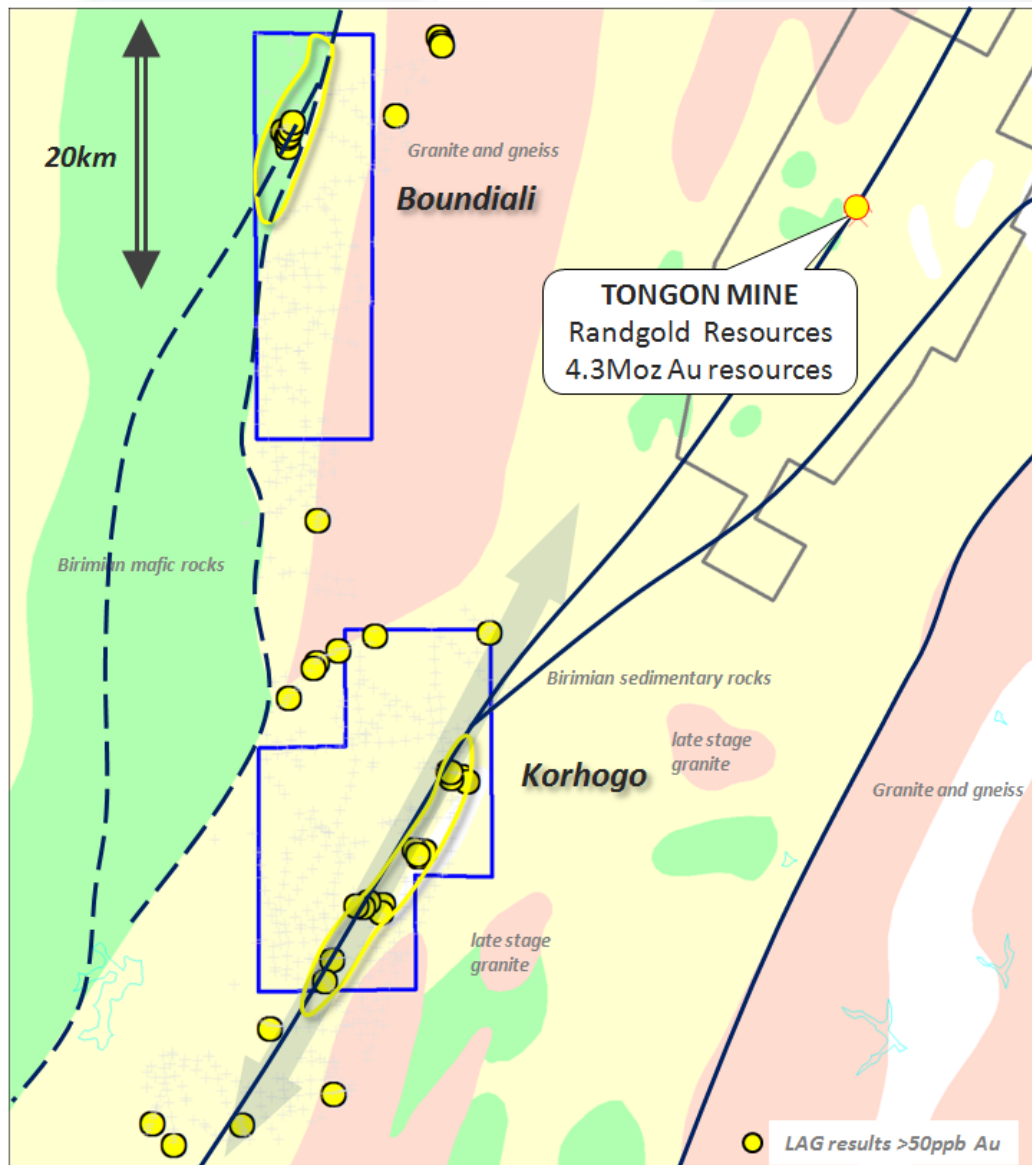 20km
Granite and gneiss
Boundiali
TONGON MINE
Randgold Resources
4.3Moz Au resources
Birimian mafic rocks
Birimian sedimentary rocks
late stage
granite
Korhogo
Granite and gneiss
late stage
granite
LAG results >50ppb Au